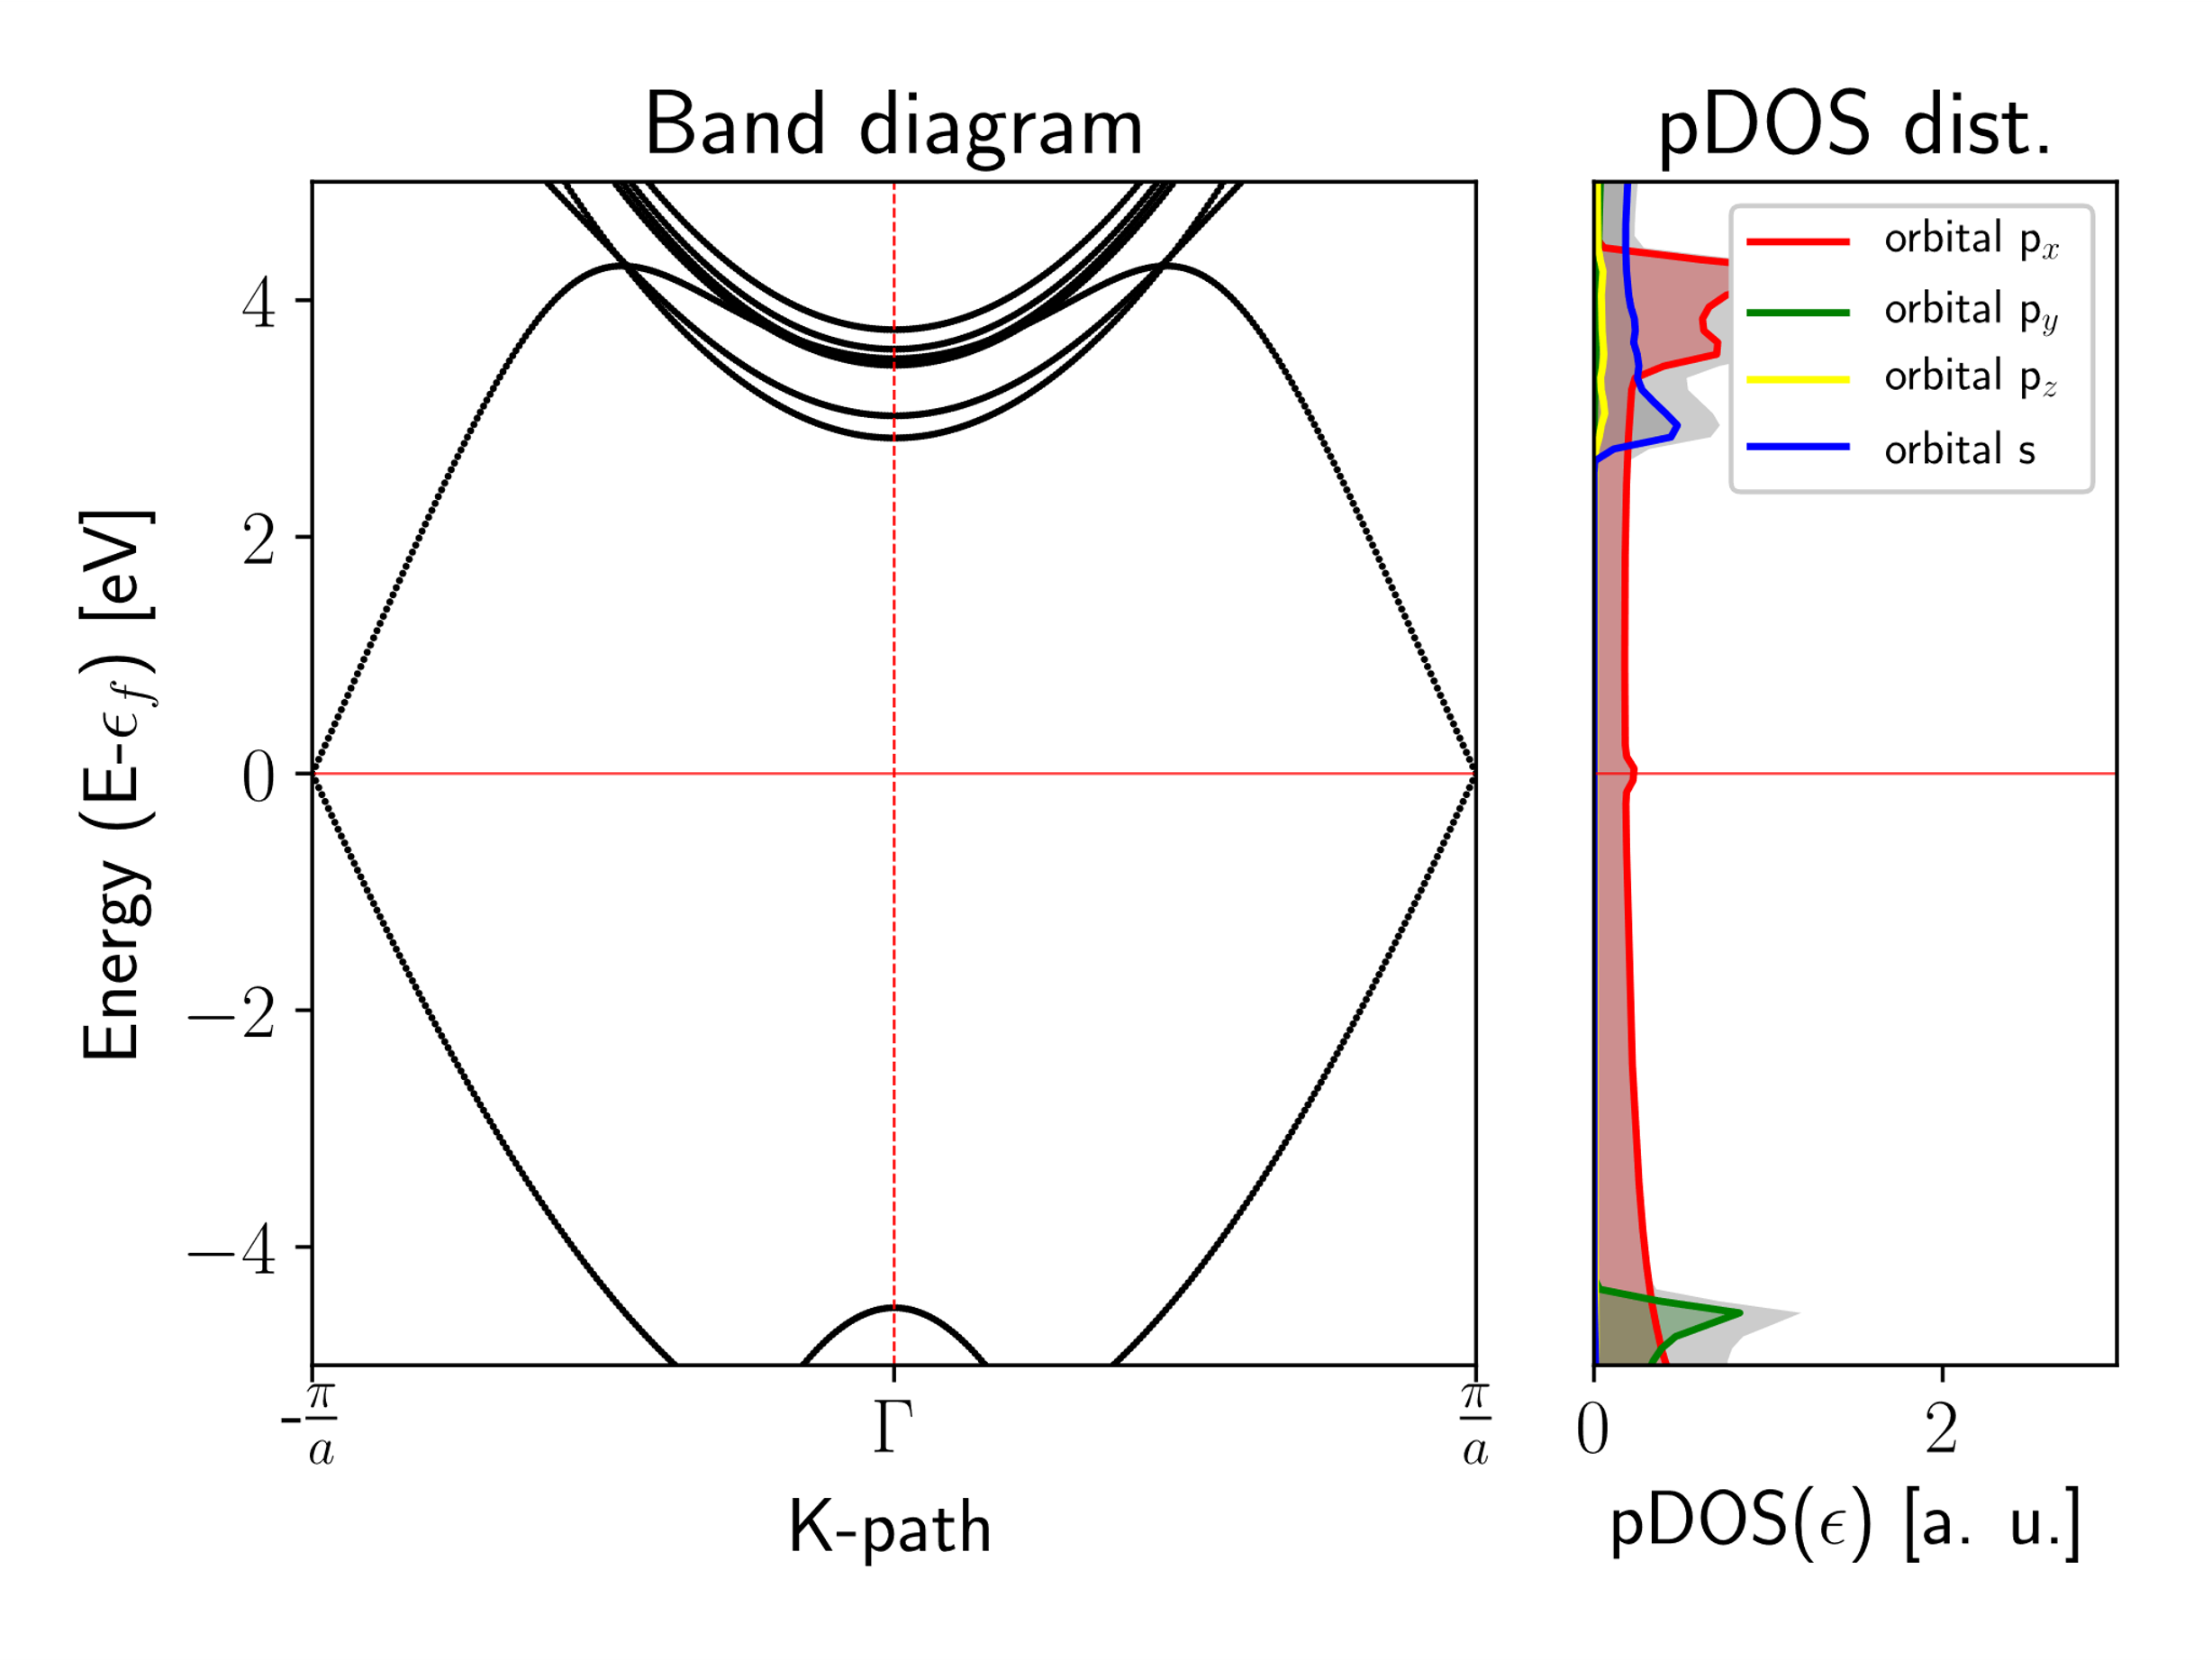 Band diagram
pDOS dist.
Energy (E-ϵ_f) [eV]
4
2
0
−2
−4
-π/a
Γ
π/a
K-path
orbital p_x
orbital p_y
orbital p_z
orbital s
0
2
pDOS(ϵ) [a. u.]